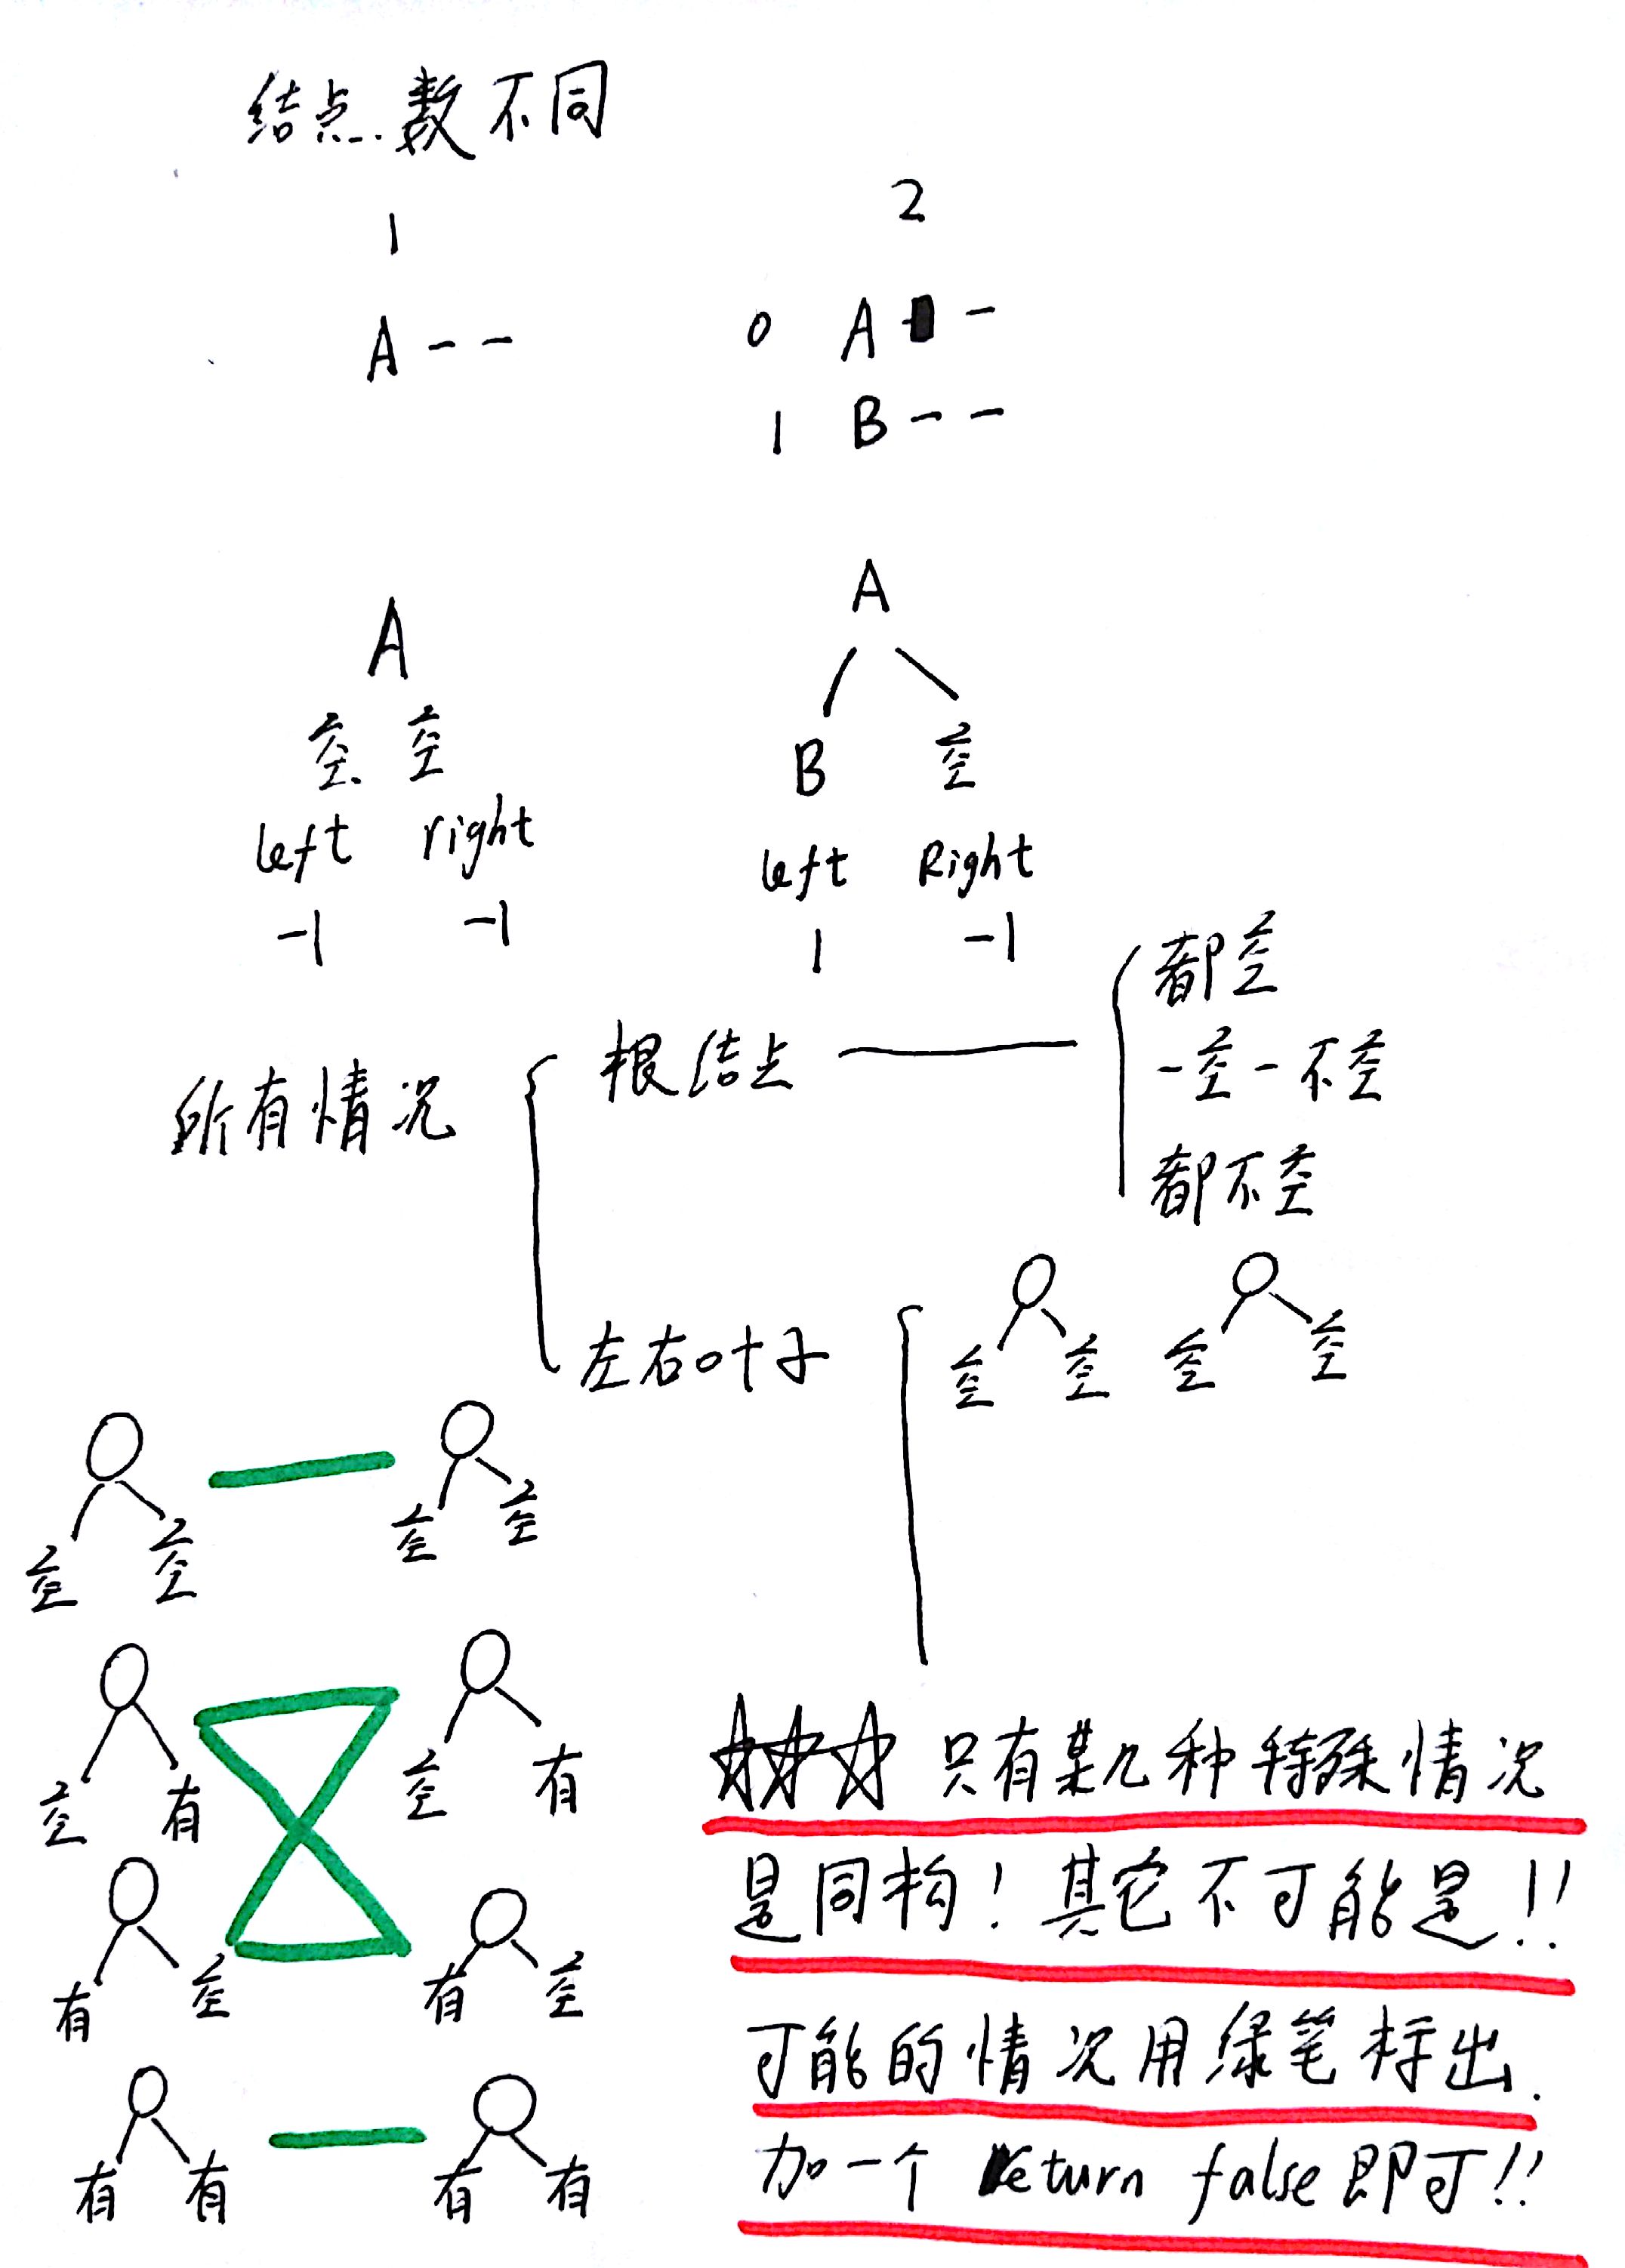 结点数不同
1 2
A - - 0 A - -
1 B - -
A A
空 空 B 空
left right left Right
-1 -1 1 -1
所有情况 根结点 都空
一空一不空
都不空
左右叶子 空 空 空 空
空 空 空 空
空 有 空 有
有 空 有 空
有 有 有 有
只有某几种特殊情况
是同构！其它不可能是！！
可能的情况用绿笔标出.
加一个 return false 即可！！